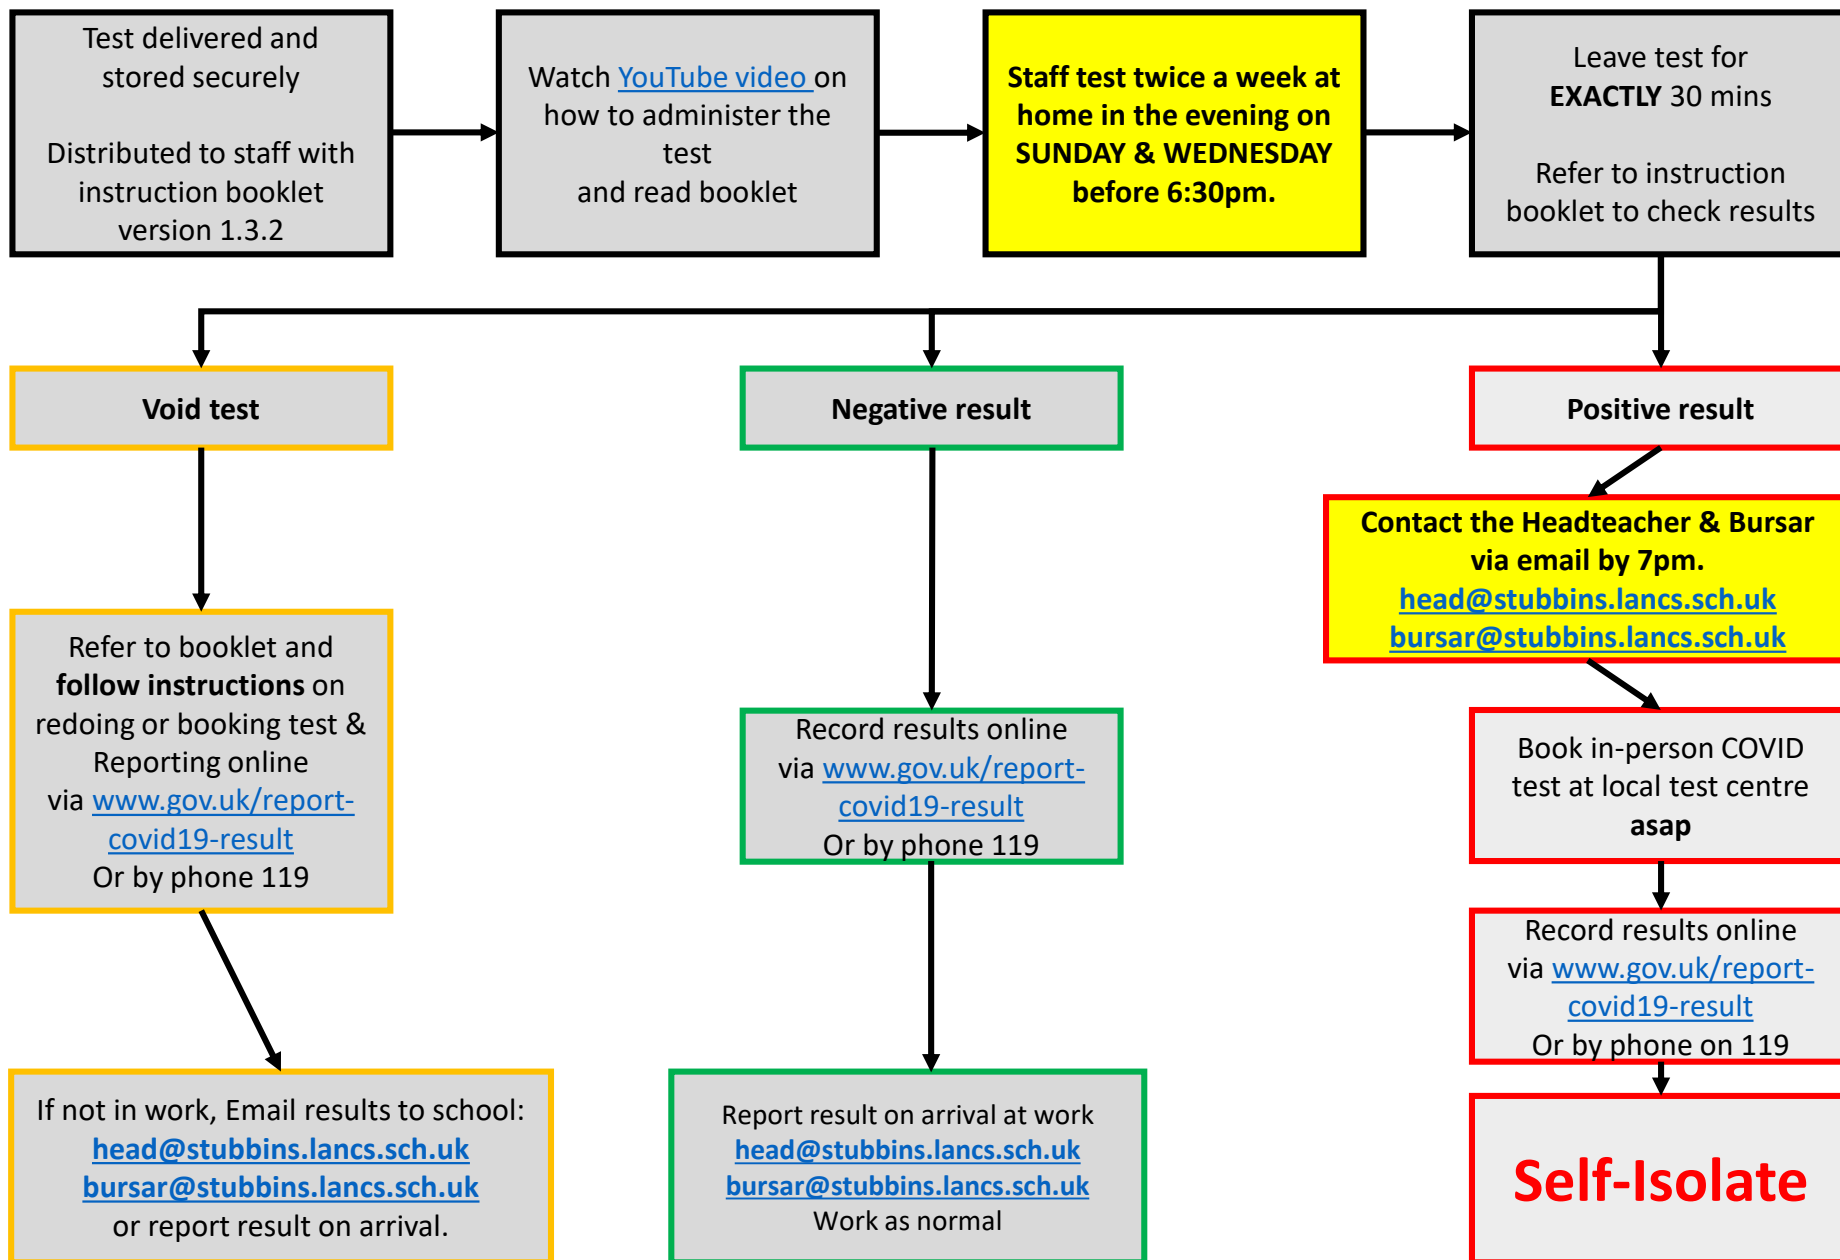 Test delivered and
stored securely
Distributed to staff with
instruction booklet
version 1.3.2
Watch YouTube video on
how to administer the
test
and read booklet
Staff test twice a week at
home in the evening on
SUNDAY & WEDNESDAY
before 6:30pm.
Leave test for
EXACTLY 30 mins
Refer to instruction
booklet to check results
Void test
Negative result
Positive result
Refer to booklet and
follow instructions on
redoing or booking test &
Reporting online
via www.gov.uk/report-
covid19-result
Or by phone 119
If not in work, Email results to school:
head@stubbins.lancs.sch.uk
bursar@stubbins.lancs.sch.uk
or report result on arrival.
Record results online
via www.gov.uk/report-
covid19-result
Or by phone 119
Report result on arrival at work
head@stubbins.lancs.sch.uk
bursar@stubbins.lancs.sch.uk
Work as normal
Contact the Headteacher & Bursar
via email by 7pm.
head@stubbins.lancs.sch.uk
bursar@stubbins.lancs.sch.uk
Book in-person COVID
test at local test centre
asap
Record results online
via www.gov.uk/report-
covid19-result
Or by phone on 119
Self-Isolate